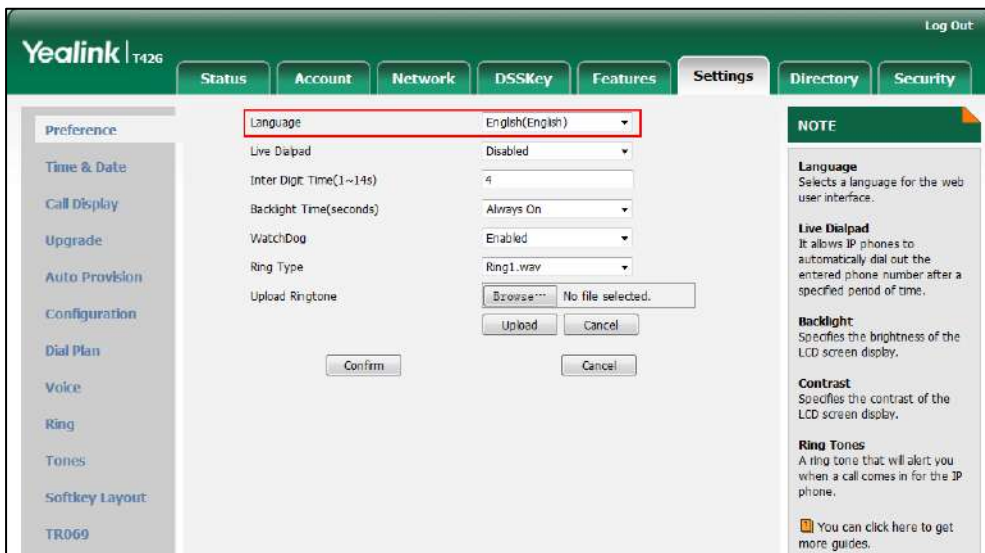 Log Out
Yealink T42G
Status Account Network DSSKey Features Settings Directory Security
Preference
Time & Date
Call Display
Upgrade
Auto Provision
Configuration
Dial Plan
Voice
Ring
Tones
Softkey Layout
TR069
Language English(English)
Live Dialpad Disabled
Inter Digit Time(1~14s) 4
Backlight Time(seconds) Always On
WatchDog Enabled
Ring Type Ring1.wav
Upload Ringtone Browse... No file selected.
Upload Cancel
Confirm Cancel
NOTE
Language
Selects a language for the web
user interface.
Live Dialpad
It allows IP phones to
automatically dial out the
entered phone number after a
specified period of time.
Backlight
Specifies the brightness of the
LCD screen display.
Contrast
Specifies the contrast of the
LCD screen display.
Ring Tones
A ring tone that will alert you
when a call comes in for the IP
phone.
You can click here to get
more guides.